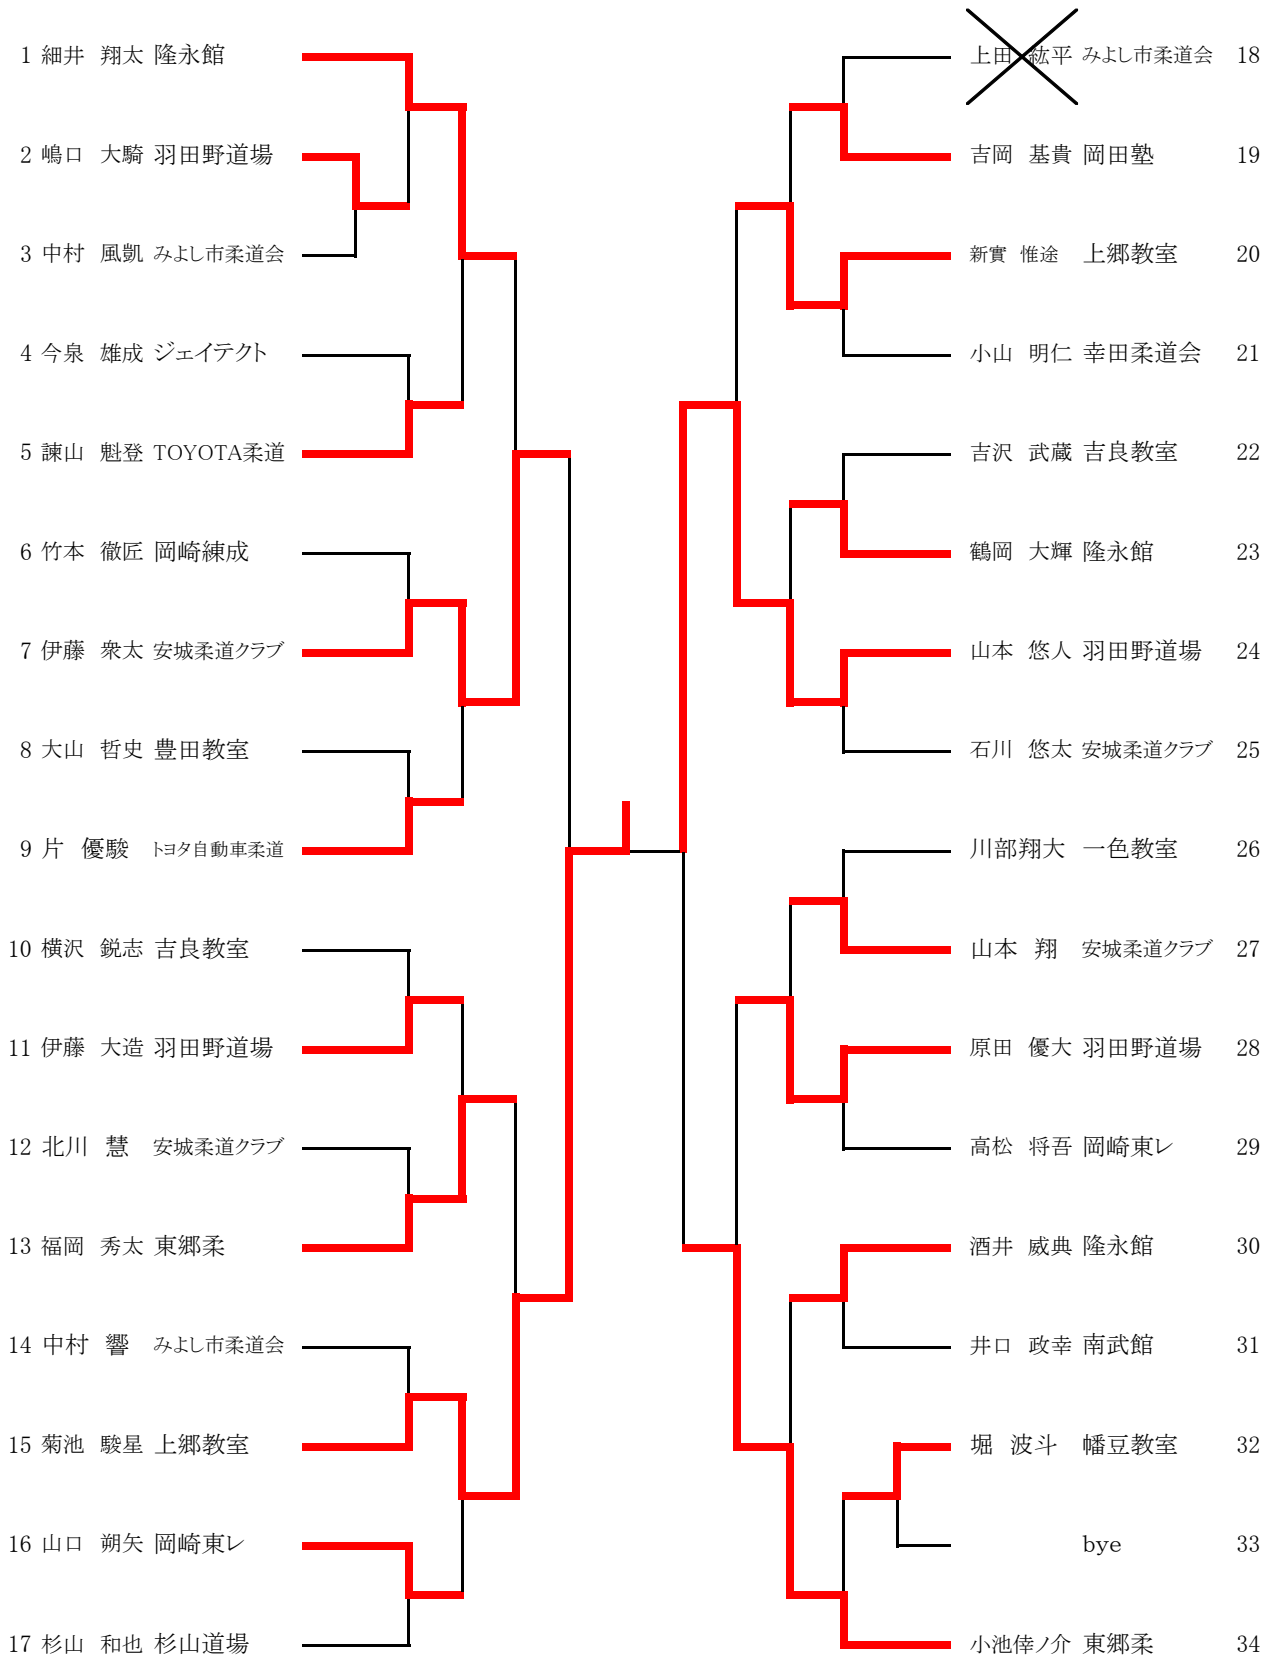 1 細井 翔太 隆永館
2 嶋口 大騎 羽田野道場
3 中村 風凱 みよし市柔道会
4 今泉 雄成 ジェイテクト
5 諫山 魁登 TOYOTA柔道
6 竹本 徹匠 岡崎練成
7 伊藤 衆太 安城柔道クラブ
8 大山 哲史 豊田教室
9 片 優駿 トヨタ自動車柔道
10 横沢 鋭志 吉良教室
11 伊藤 大造 羽田野道場
12 北川 慧 安城柔道クラブ
13 福岡 秀太 東郷柔
14 中村 響 みよし市柔道会
15 菊池 駿星 上郷教室
16 山口 朔矢 岡崎東レ
17 杉山 和也 杉山道場
上田 紘平 みよし市柔道会 18
吉岡 基貴 岡田塾 19
新實 惟途 上郷教室 20
小山 明仁 幸田柔道会 21
吉沢 武蔵 吉良教室 22
鶴岡 大輝 隆永館 23
山本 悠人 羽田野道場 24
石川 悠太 安城柔道クラブ 25
川部翔大 一色教室 26
山本 翔 安城柔道クラブ 27
原田 優大 羽田野道場 28
高松 将吾 岡崎東レ 29
酒井 威典 隆永館 30
井口 政幸 南武館 31
堀 波斗 幡豆教室 32
bye 33
小池倖ノ介 東郷柔 34